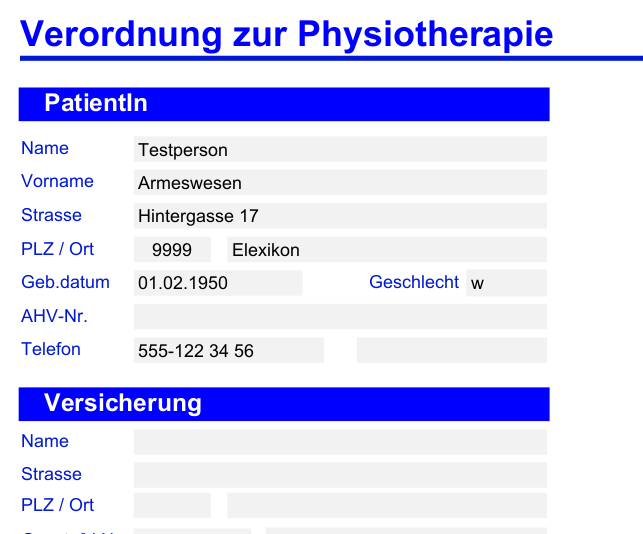 Verordnung zur Physiotherapie
PatientIn
Name Testperson
Vorname Armeswesen
Strasse Hintergasse 17
PLZ / Ort 9999 Elexikon
Geb.datum 01.02.1950 Geschlecht w
AHV-Nr.
Telefon 555-122 34 56
Versicherung
Name
Strasse
PLZ / Ort